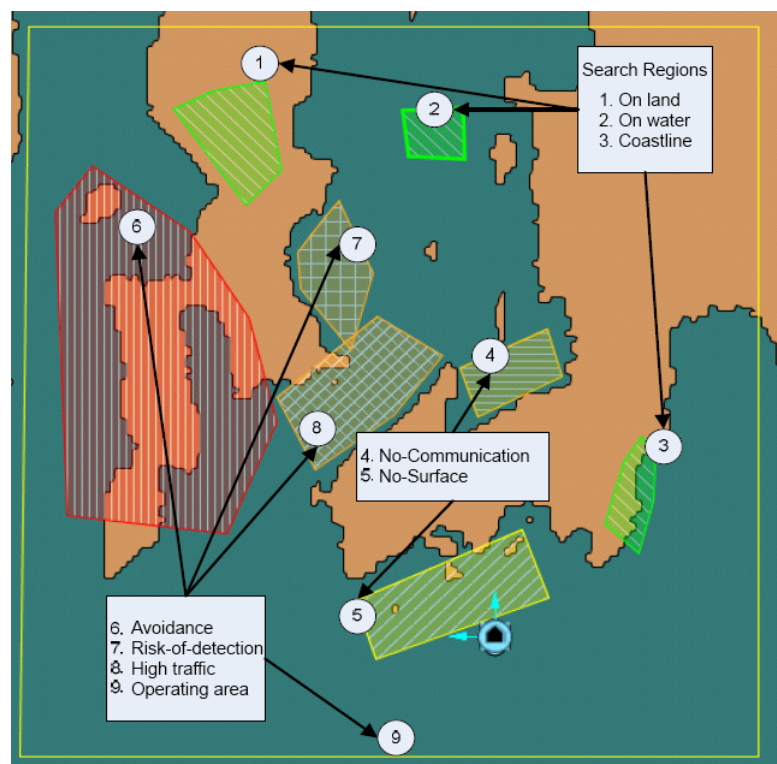 1
2
Search Regions
1. On land
2. On water
3. Coastline
6
7
4
8
3
4. No-Communication
5. No-Surface
5
6. Avoidance
7. Risk-of-detection
8. High traffic
9. Operating area
9